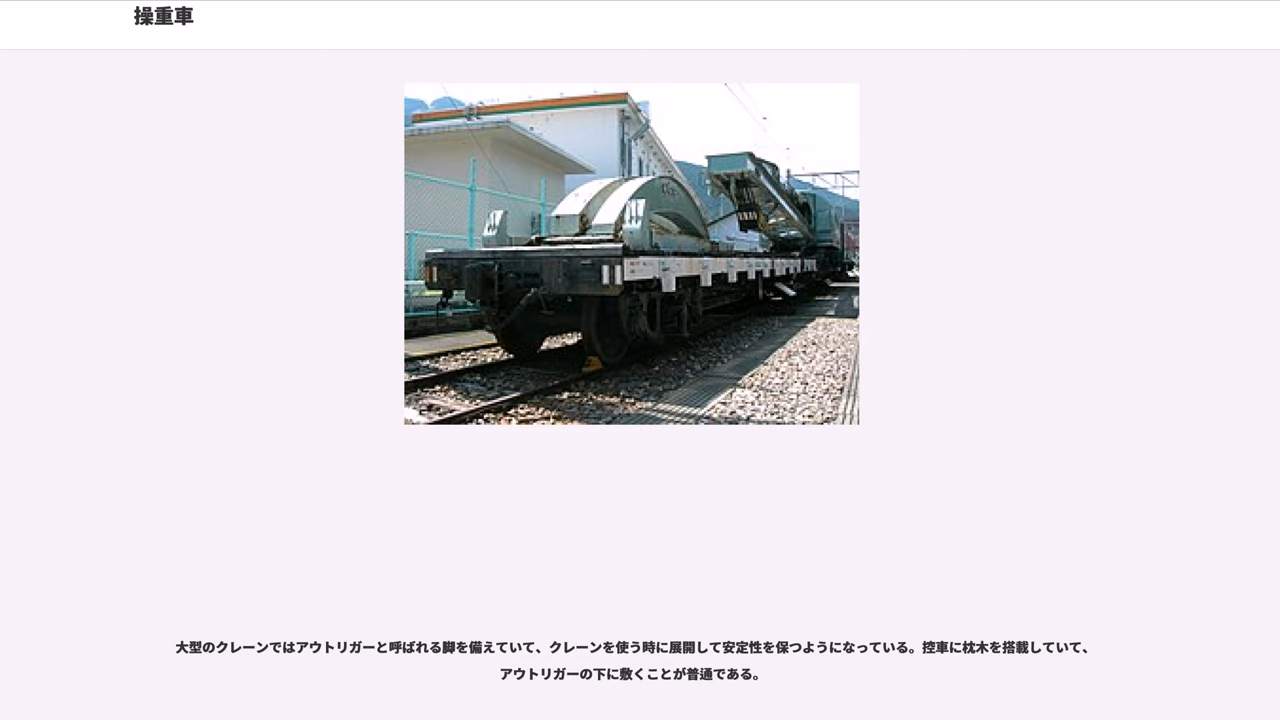 操重車
大型のクレーンではアウトリガーと呼ばれる脚を備えていて、クレーンを使う時に展開して安定性を保つようになっている。控車に枕木を搭載していて、
アウトリガーの下に敷くことが普通である。